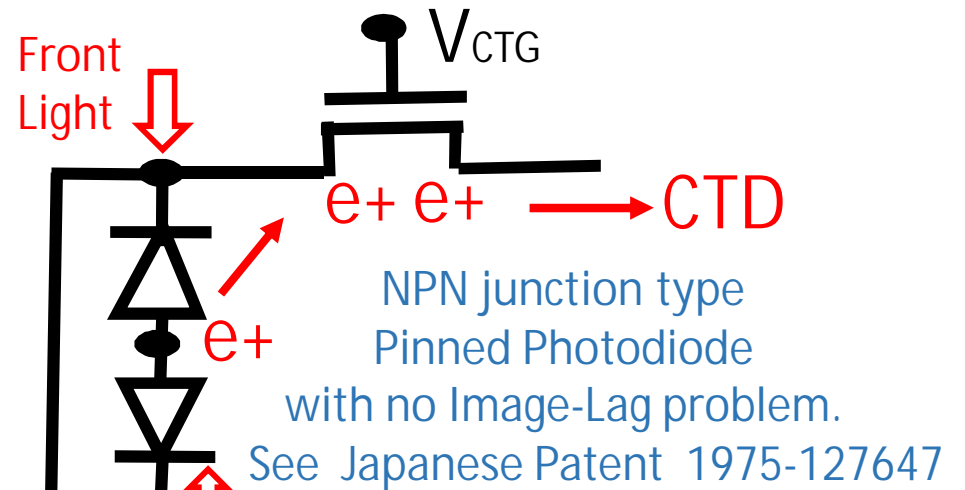 Front
Light
VCTG
e+ e+
CTD
e+
NPN junction type
Pinned Photodiode
with no Image-Lag problem.
See Japanese Patent 1975-127647